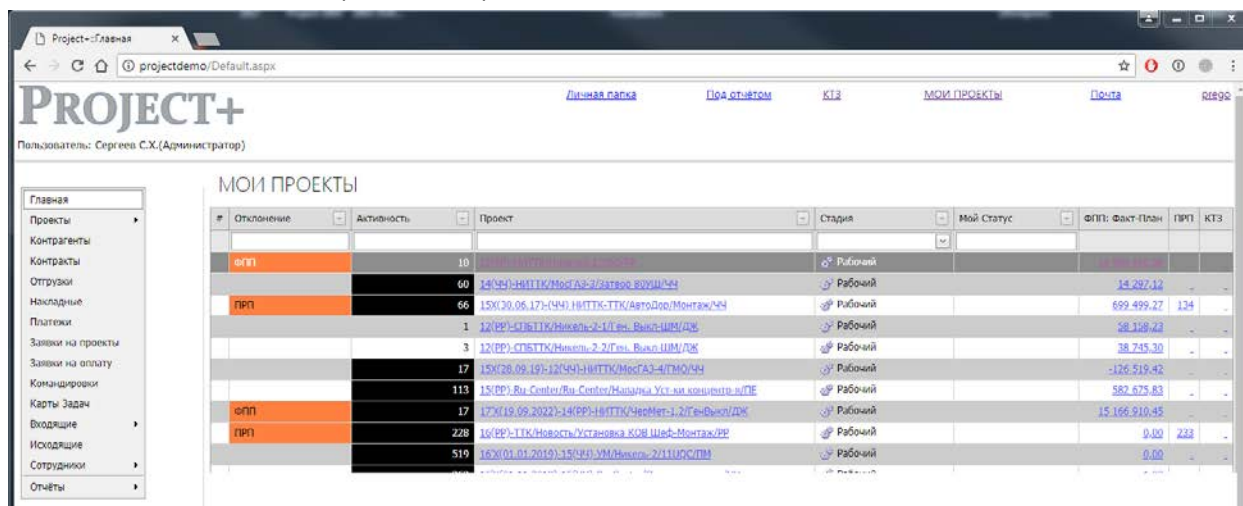 Project+::Главная
projectdemo/Default.aspx
PROJECT+
Личная папка Под отчётом КТЗ МОИ ПРОЕКТЫ Почта prego
Пользователь: Сергеев С.Х.(Администратор)
МОИ ПРОЕКТЫ
Главная
Проекты
Контрагенты
Контракты
Отгрузки
Накладные
Платежи
Заявки на проекты
Заявки на оплату
Командировки
Карты Задач
Входящие
Исходящие
Сотрудники
Отчёты
# Отклонение Активность Проект Стадия Мой Статус ФПП: Факт-План ПРП КТЗ
ФПП 10 Рабочий
60 14(ЧЧ)-НИТТК/МосГАЗ-3/Затвор 80УЩ/ЧЧ Рабочий 14 297,12
ПРП 66 15X(30.06.17)-(ЧЧ) НИТТК-ТТК/АвтоДор/Монтаж/ЧЧ Рабочий 699 499,27 134
1 12(РР)-СПБТТК/Никель-2-1/Ген. Выкл-ШМ/ДЖ Рабочий 58 158,23
3 12(РР)-СПБТТК/Никель-2-2/Ген. Выкл-ШМ/ДЖ Рабочий 38 745,30
17 15X(28.09.19)-12(ЧЧ)-НИТТК/МосГАЗ-4/ГМО/ЧЧ Рабочий -126 519,42
113 15(РР)-Ru-Center/Ru-Center/Наладка Уст-ки концентр-я/ПЕ Рабочий 582 675,83
ФПП 17 17X(19.09.2022)-14(РР)-НИТТК/ЧерМет-1.2/ГенВыкл/ДЖ Рабочий 15 166 910,45
ПРП 228 16(РР)-ТТК/Новость/Установка КОВ Шеф-Монтаж/РР Рабочий 0,00 233
519 16X(01.01.2019)-15(ЧЧ)-УМ/Никель-2/11UQC/ПМ Рабочий 0,00